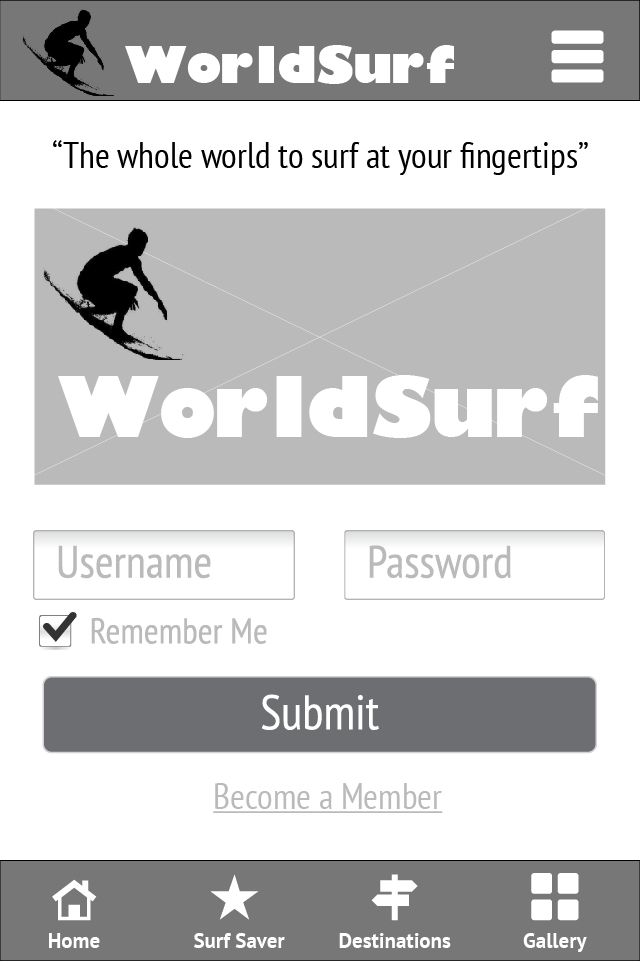 WorldSurf
“The whole world to surf at your fingertips”
WorldSurf
Username
Password
Remember Me
Submit
Become a Member
Home
Surf Saver
Destinations
Gallery